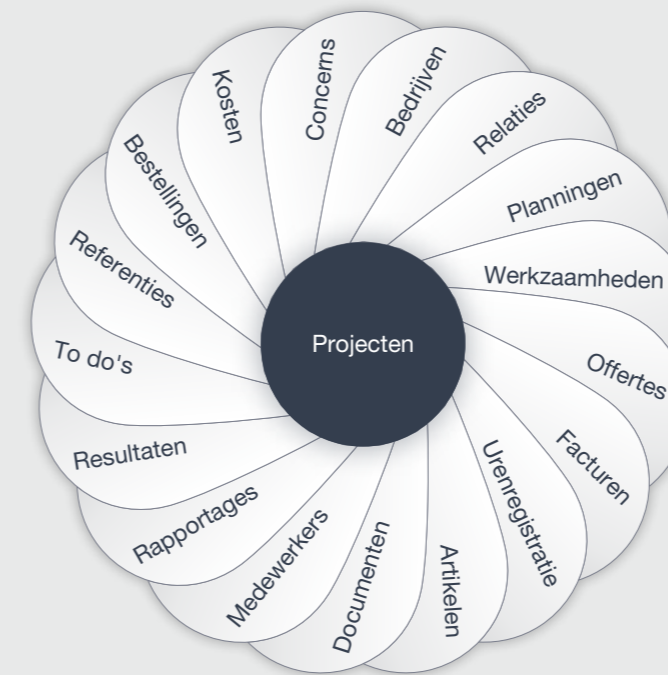 Concerns
Bedrijven
Relaties
Planningen
Werkzaamheden
Offertes
Facturen
Urenregistratie
Artikelen
Documenten
Medewerkers
Rapportages
Resultaten
To do's
Referenties
Bestellingen
Kosten
Projecten